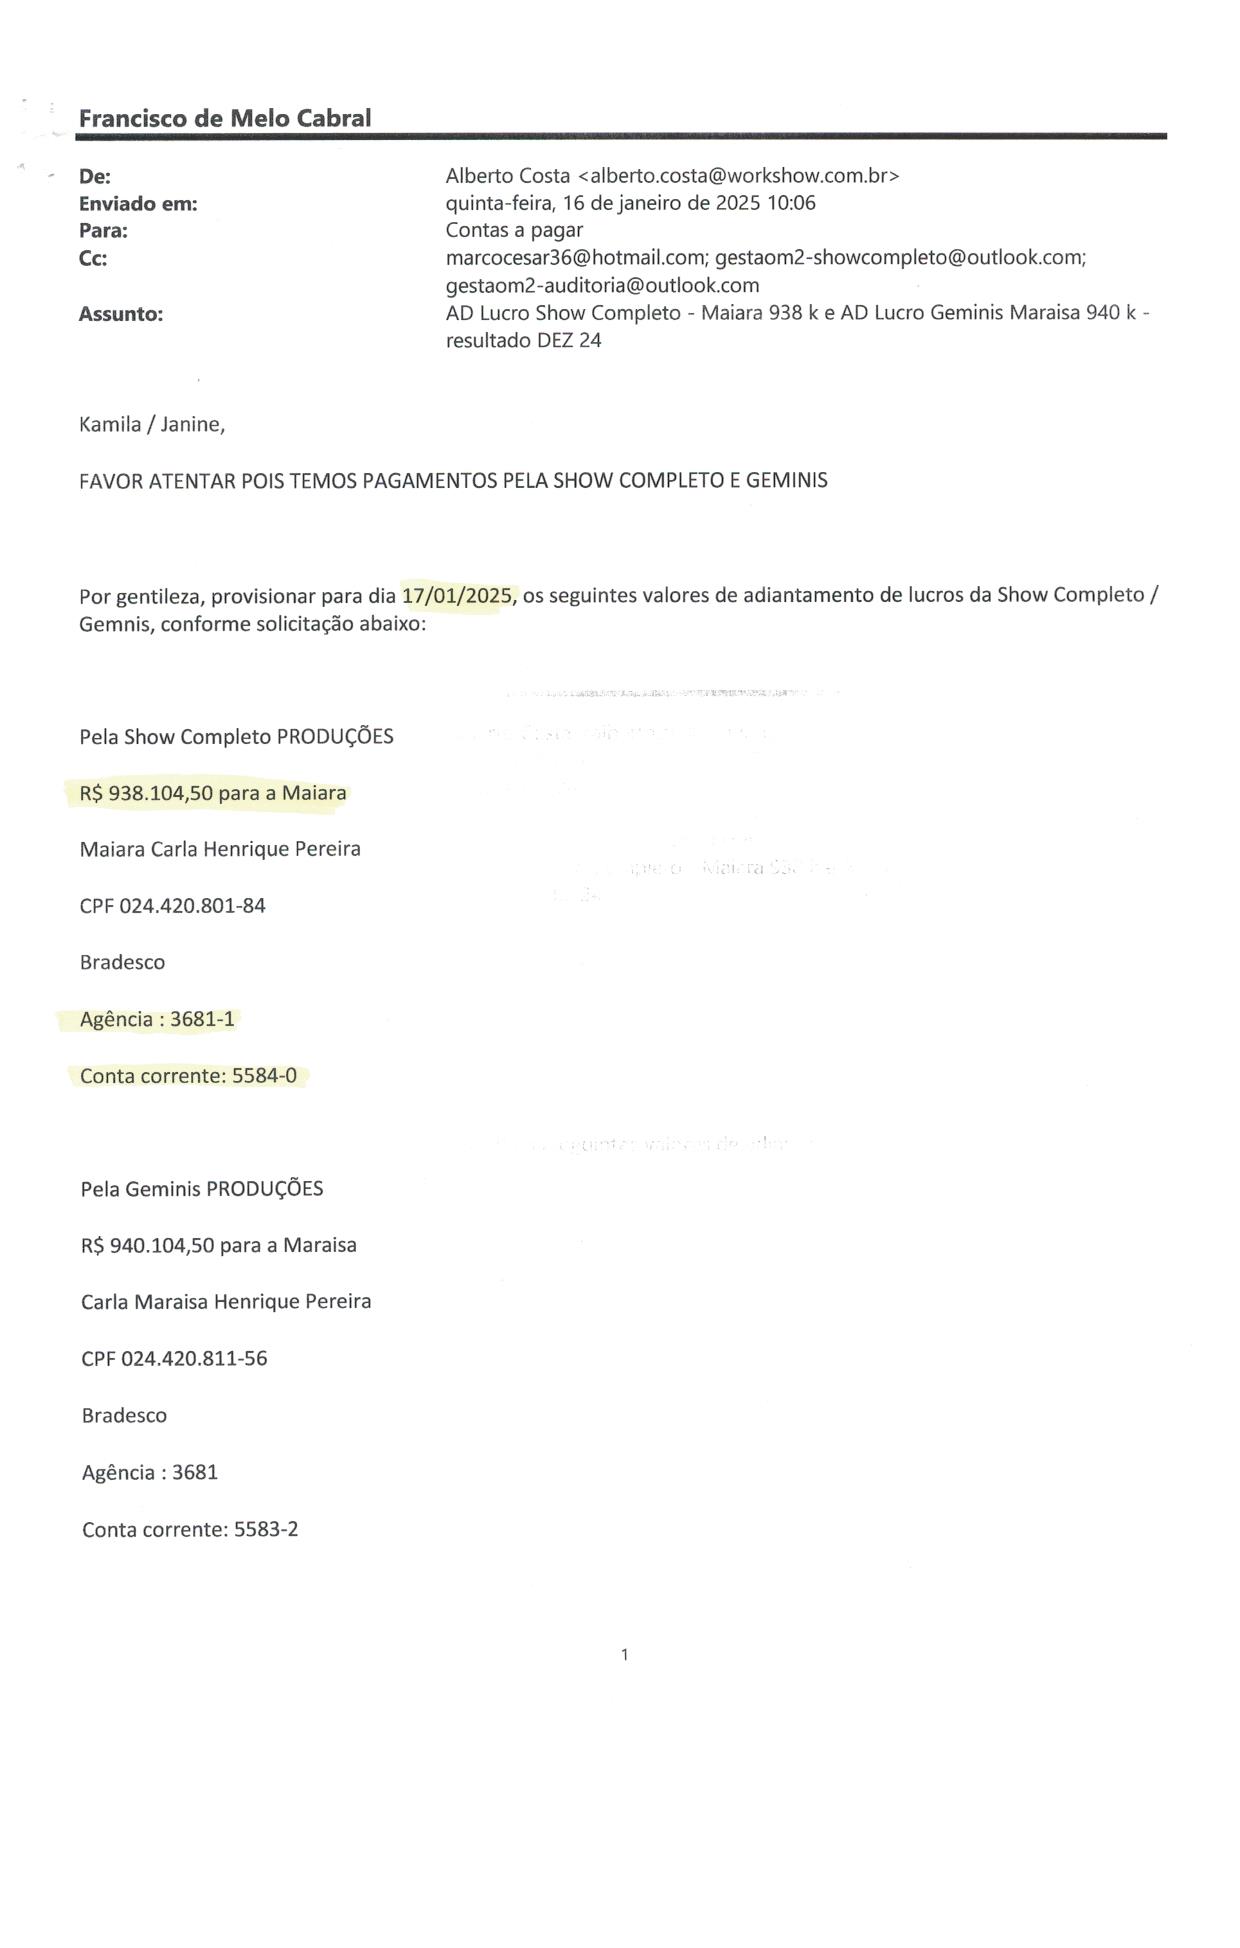 Francisco de Melo Cabral
De: Alberto Costa <alberto.costa@workshow.com.br>
Enviado em: quinta-feira, 16 de janeiro de 2025 10:06
Para: Contas a pagar
Cc: marcocesar36@hotmail.com; gestaom2-showcompleto@outlook.com;
gestaom2-auditoria@outlook.com
Assunto: AD Lucro Show Completo - Maiara 938 k e AD Lucro Geminis Maraisa 940 k -
resultado DEZ 24
Kamila / Janine,
FAVOR ATENTAR POIS TEMOS PAGAMENTOS PELA SHOW COMPLETO E GEMINIS
Por gentileza, provisionar para dia 17/01/2025, os seguintes valores de adiantamento de lucros da Show Completo /
Gemnis, conforme solicitação abaixo:
Pela Show Completo PRODUÇÕES
R$ 938.104,50 para a Maiara
Maiara Carla Henrique Pereira
CPF 024.420.801-84
Bradesco
Agência : 3681-1
Conta corrente: 5584-0
Pela Geminis PRODUÇÕES
R$ 940.104,50 para a Maraisa
Carla Maraisa Henrique Pereira
CPF 024.420.811-56
Bradesco
Agência : 3681
Conta corrente: 5583-2
1